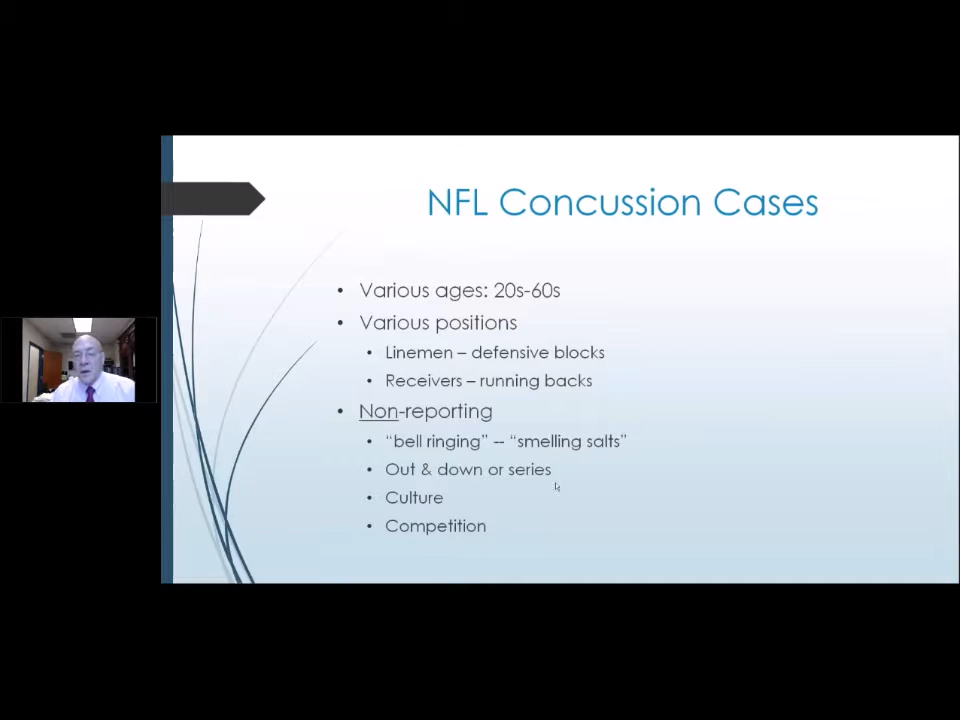 NFL Concussion Cases
• Various ages: 20s-60s
• Various positions
• Linemen – defensive blocks
• Receivers – running backs
• Non-reporting
• “bell ringing” -- “smelling salts”
• Out & down or series
• Culture
• Competition